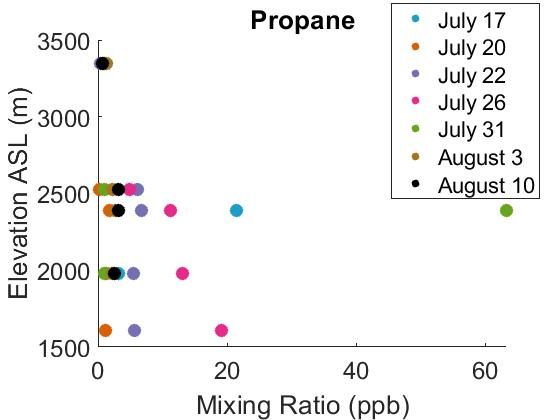 Propane
July 17
July 20
July 22
July 26
July 31
August 3
August 10
Elevation ASL (m)
3500
3000
2500
2000
1500
0 20 40 60
Mixing Ratio (ppb)